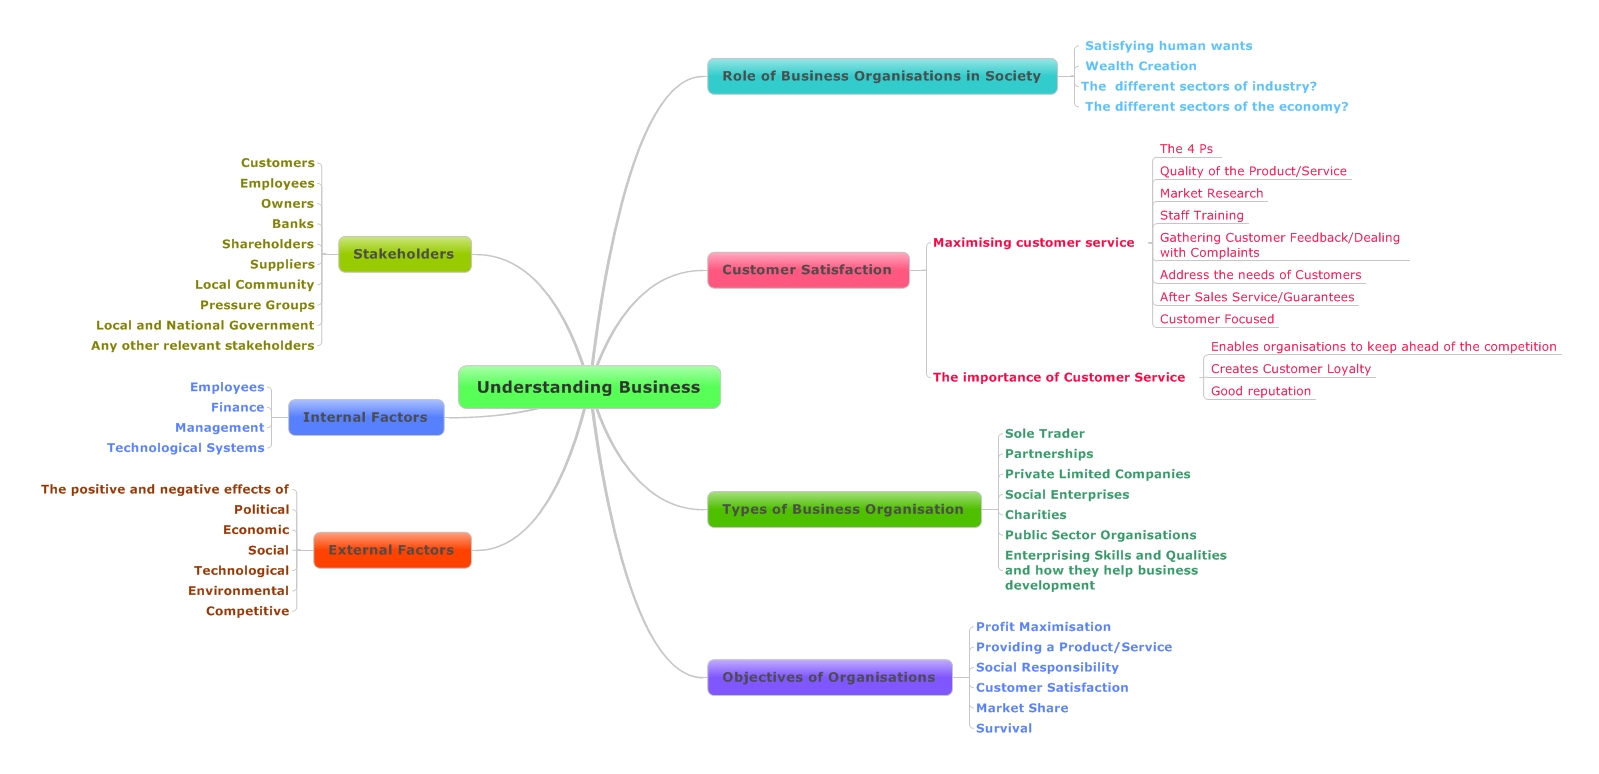 Understanding Business
Role of Business Organisations in Society
Satisfying human wants
Wealth Creation
The  different sectors of industry?
The different sectors of the economy?
Customer Satisfaction
Maximising customer service
The 4 Ps
Quality of the Product/Service
Market Research
Staff Training
Gathering Customer Feedback/Dealing
with Complaints
Address the needs of Customers
After Sales Service/Guarantees
Customer Focused
The importance of Customer Service
Enables organisations to keep ahead of the competition
Creates Customer Loyalty
Good reputation
Types of Business Organisation
Sole Trader
Partnerships
Private Limited Companies
Social Enterprises
Charities
Public Sector Organisations
Enterprising Skills and Qualities
and how they help business
development
Objectives of Organisations
Profit Maximisation
Providing a Product/Service
Social Responsibility
Customer Satisfaction
Market Share
Survival
Stakeholders
Customers
Employees
Owners
Banks
Shareholders
Suppliers
Local Community
Pressure Groups
Local and National Government
Any other relevant stakeholders
Internal Factors
Employees
Finance
Management
Technological Systems
External Factors
The positive and negative effects of
Political
Economic
Social
Technological
Environmental
Competitive